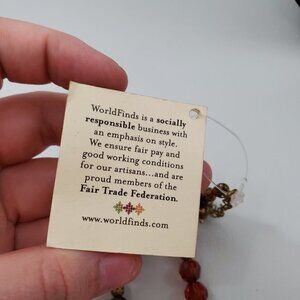 WorldFinds is a socially
responsible business with
an emphasis on style.
We ensure fair pay and
good working conditions
for our artisans...and are
proud members of the
Fair Trade Federation.
www.worldfinds.com